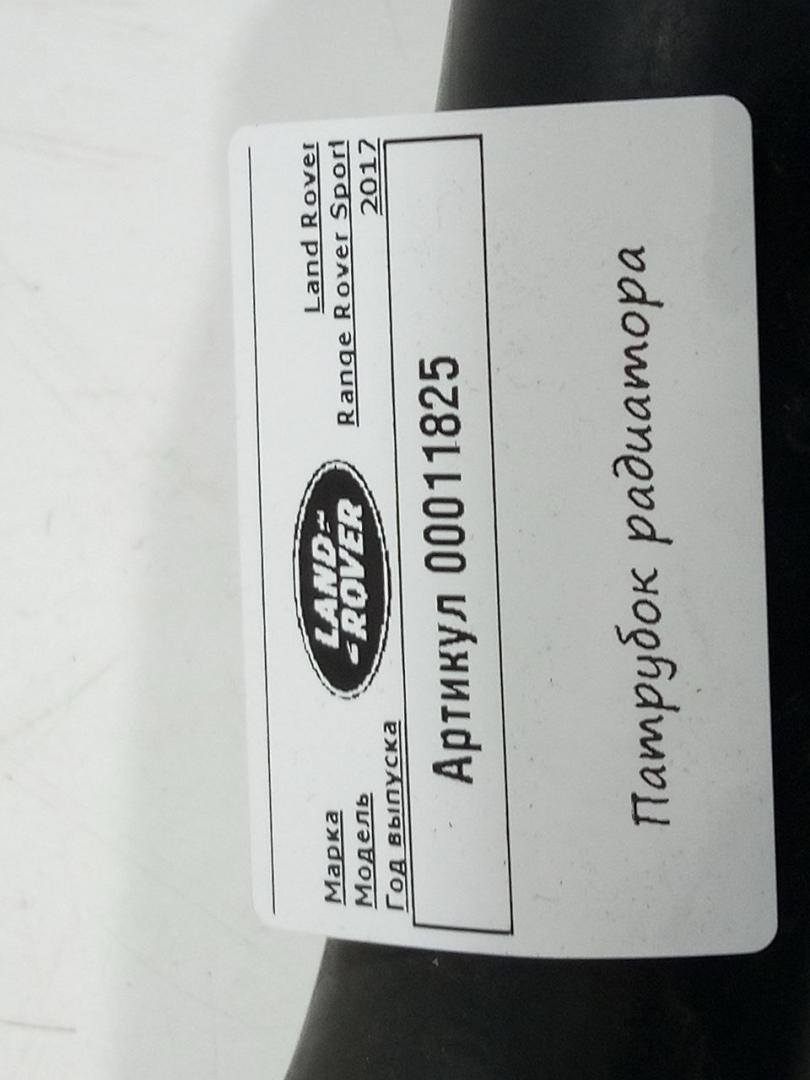 Марка Land Rover
Модель Range Rover Sport
Год выпуска 2017
LAND-
-ROVER
Артикул 00011825
Патрубок радиатора